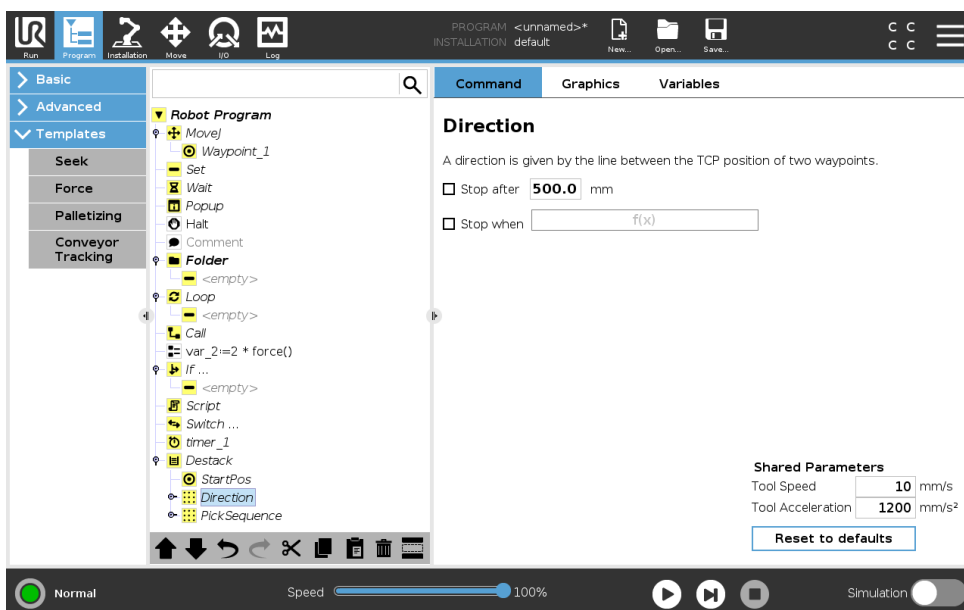 UR
PROGRAM <unnamed>*
INSTALLATION default
Run
Program
Installation
Move
I/O
Log
New...
Open...
Save...
C C
C C
Basic
Advanced
Templates
Seek
Force
Palletizing
Conveyor
Tracking
Robot Program
MoveJ
Waypoint_1
Set
Wait
Popup
Halt
Comment
Folder
<empty>
Loop
<empty>
Call
var_2:=2 * force()
If ...
<empty>
Script
Switch ...
timer_1
Destack
StartPos
Direction
PickSequence
Command
Graphics
Variables
Direction
A direction is given by the line between the TCP position of two waypoints.
Stop after 500.0 mm
Stop when f(x)
Shared Parameters
Tool Speed 10 mm/s
Tool Acceleration 1200 mm/s²
Reset to defaults
Normal
Speed 100%
Simulation